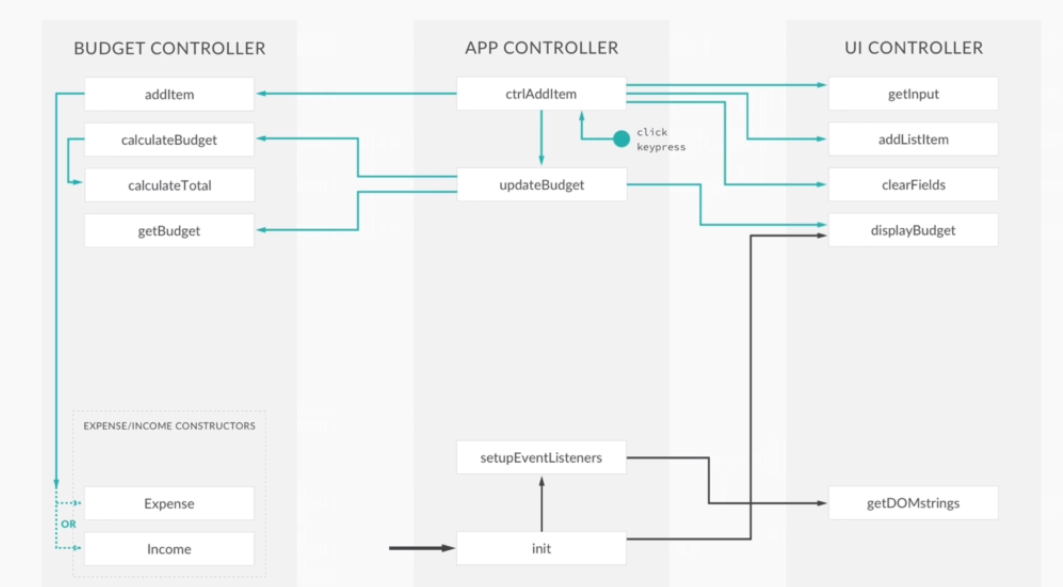 BUDGET CONTROLLER
APP CONTROLLER
UI CONTROLLER
addItem
ctrlAddItem
getInput
calculateBudget
click
keypress
addListItem
calculateTotal
updateBudget
clearFields
getBudget
displayBudget
EXPENSE/INCOME CONSTRUCTORS
setupEventListeners
Expense
getDOMstrings
OR
Income
init